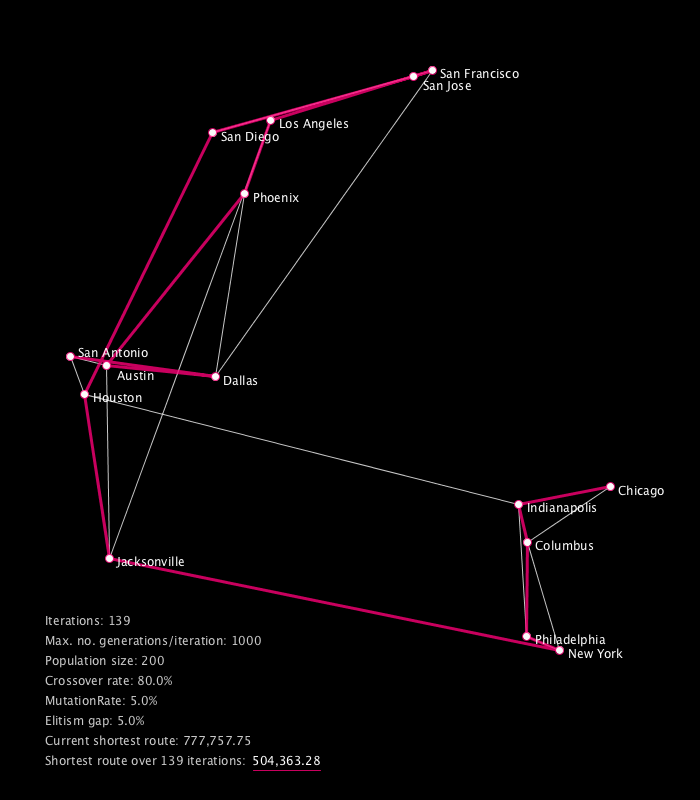 San Francisco
San Jose
Los Angeles
San Diego
Phoenix
San Antonio
Austin
Dallas
Houston
Chicago
Indianapolis
Columbus
Jacksonville
Iterations: 139
Max. no. generations/iteration: 1000
Philadelphia
New York
Population size: 200
Crossover rate: 80.0%
MutationRate: 5.0%
Elitism gap: 5.0%
Current shortest route: 777,757.75
Shortest route over 139 iterations: 504,363.28